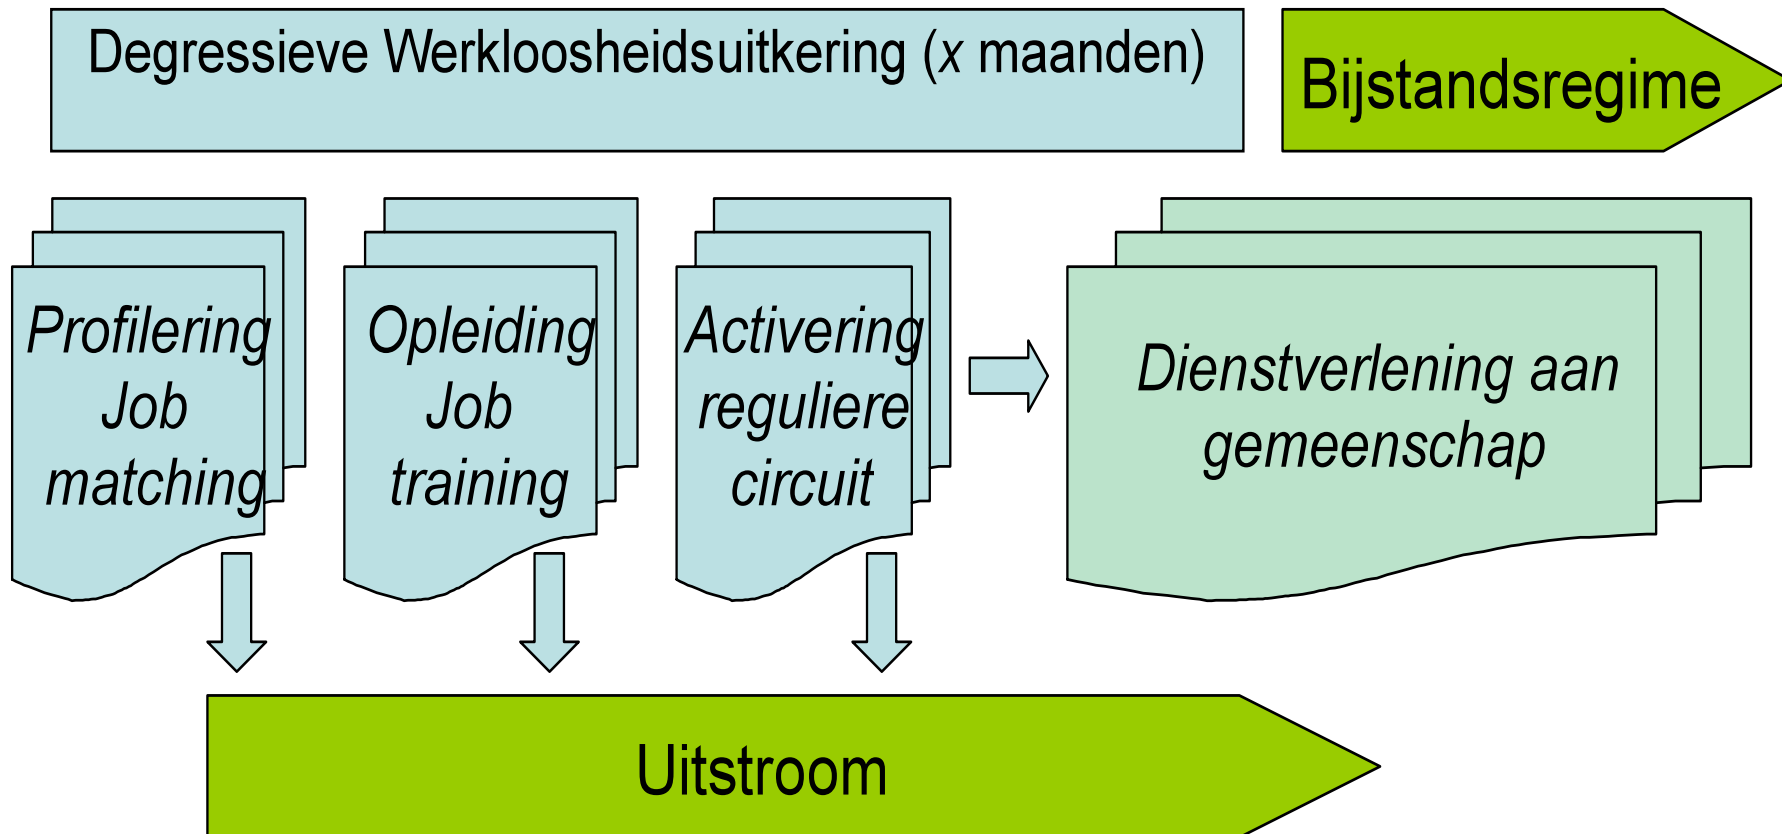 Degressieve Werkloosheidsuitkering (x maanden)
Bijstandsregime
Profilering
Job
matching
Opleiding
Job
training
Activering
reguliere
circuit
Dienstverlening aan
gemeenschap
Uitstroom